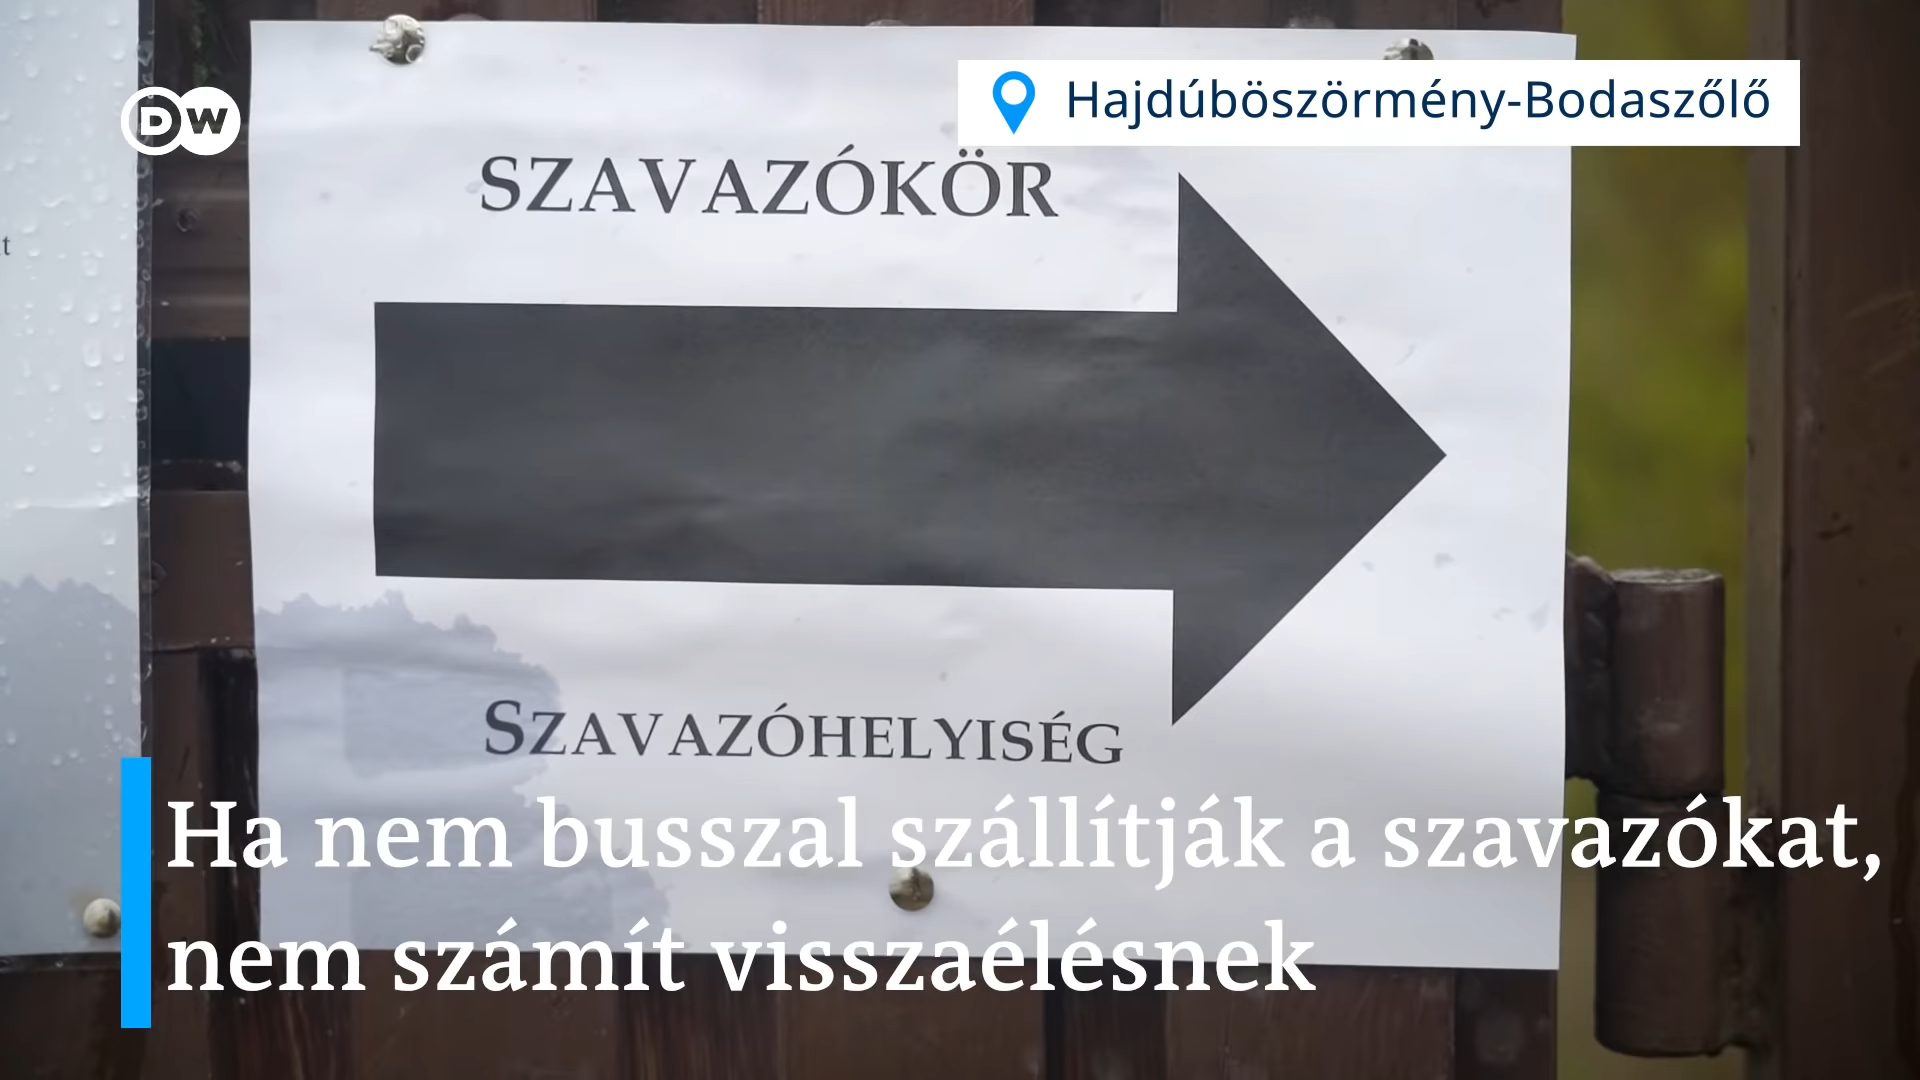 DW
Hajdúböszörmény-Bodaszőlő
SZAVAZÓKÖR
SZAVAZÓHELYISÉG
Ha nem busszal szállítják a szavazókat,
nem számít visszaélésnek